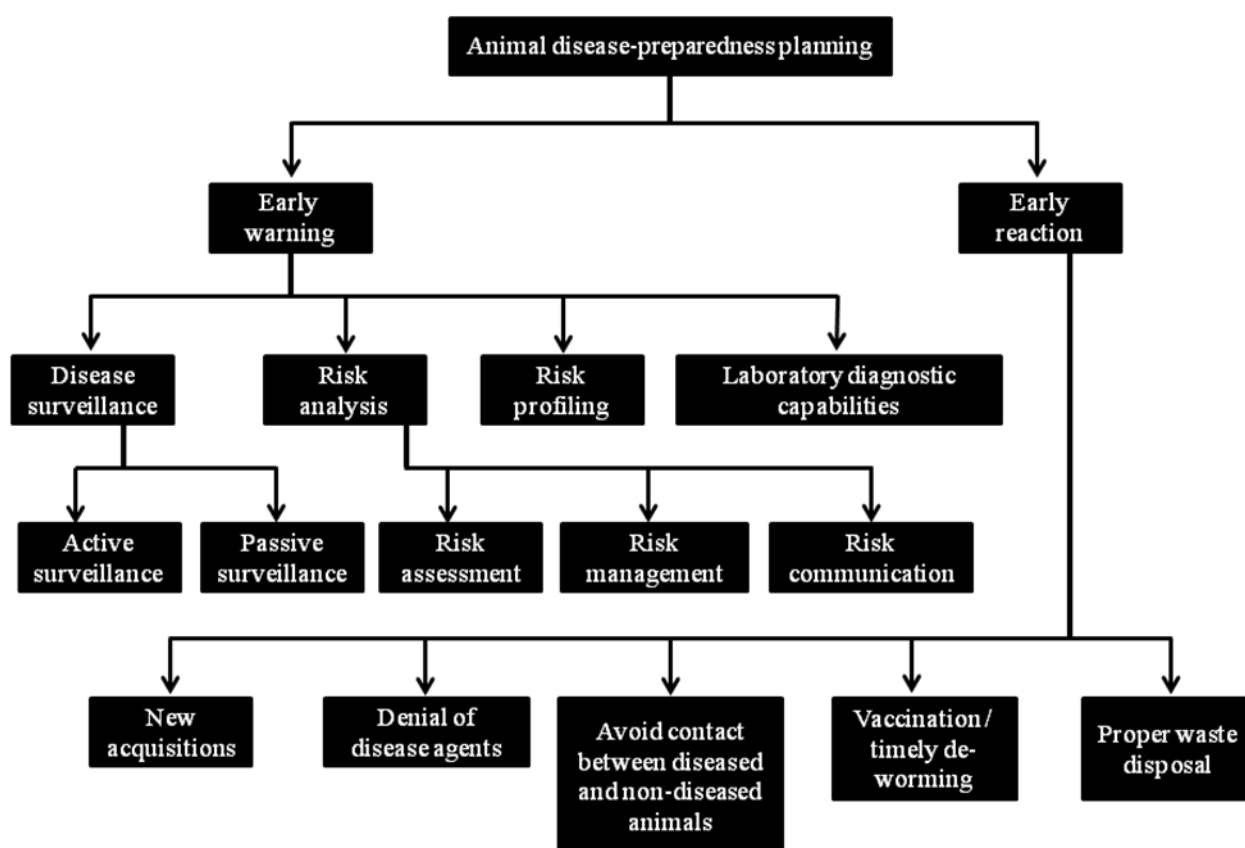 Animal disease-preparedness planning
Early
warning
Early
reaction
Disease
surveillance
Risk
analysis
Risk
profiling
Laboratory diagnostic
capabilities
Active
surveillance
Passive
surveillance
Risk
assessment
Risk
management
Risk
communication
New
acquisitions
Denial of
disease agents
Avoid contact
between diseased
and non-diseased
animals
Vaccination /
timely de-
worming
Proper waste
disposal